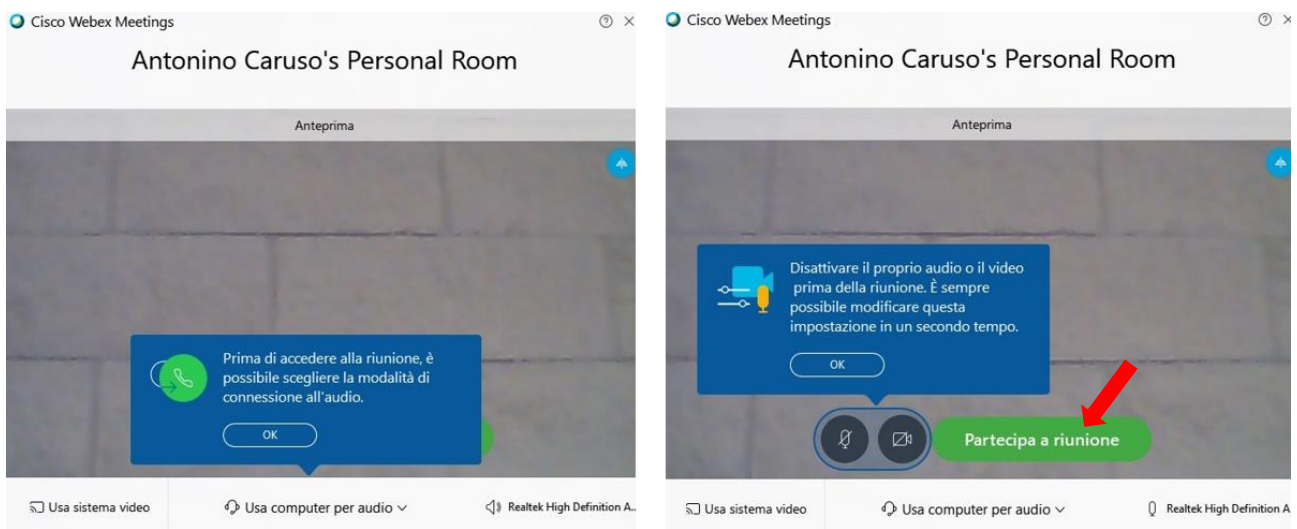 Cisco Webex Meetings
Antonino Caruso's Personal Room
Anteprima
Prima di accedere alla riunione, è
possibile scegliere la modalità di
connessione all'audio.
OK
Usa sistema video
Usa computer per audio
Realtek High Definition A...
Cisco Webex Meetings
Antonino Caruso's Personal Room
Anteprima
Disattivare il proprio audio o il video
prima della riunione. È sempre
possibile modificare questa
impostazione in un secondo tempo.
OK
Partecipa a riunione
Usa sistema video
Usa computer per audio
Realtek High Definition A